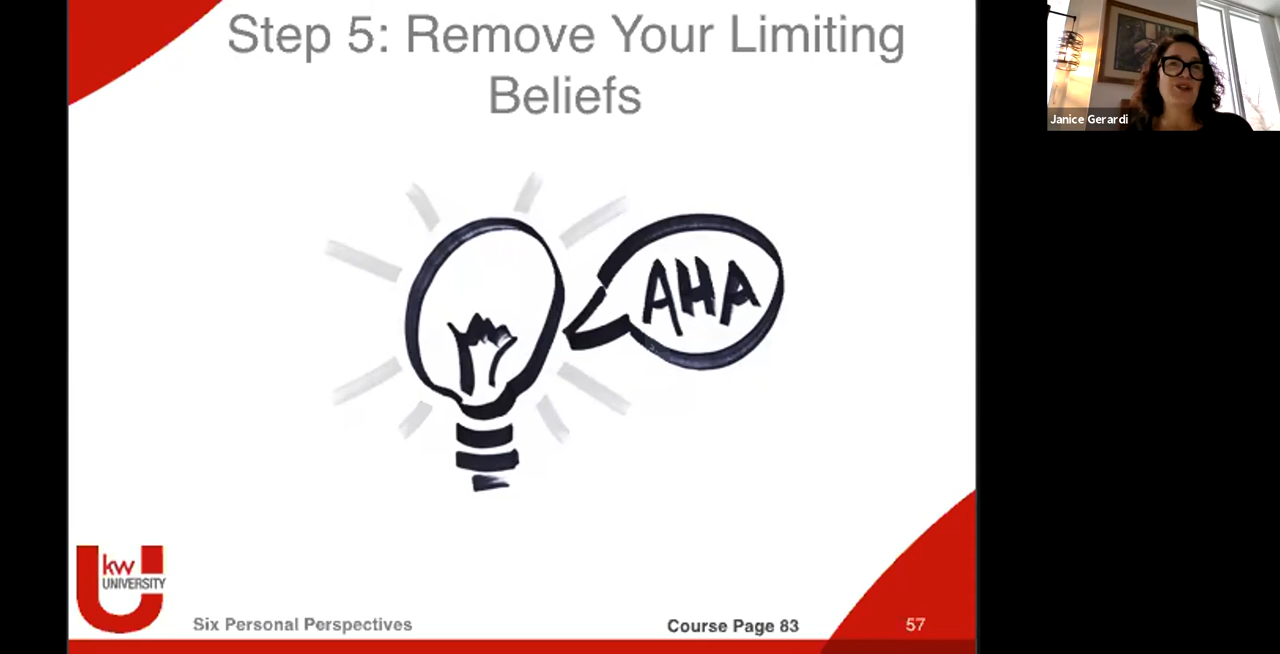 Step 5: Remove Your Limiting
Beliefs
Janice Gerardi
AHA
kw
UNIVERSITY
Six Personal Perspectives
Course Page 83
57